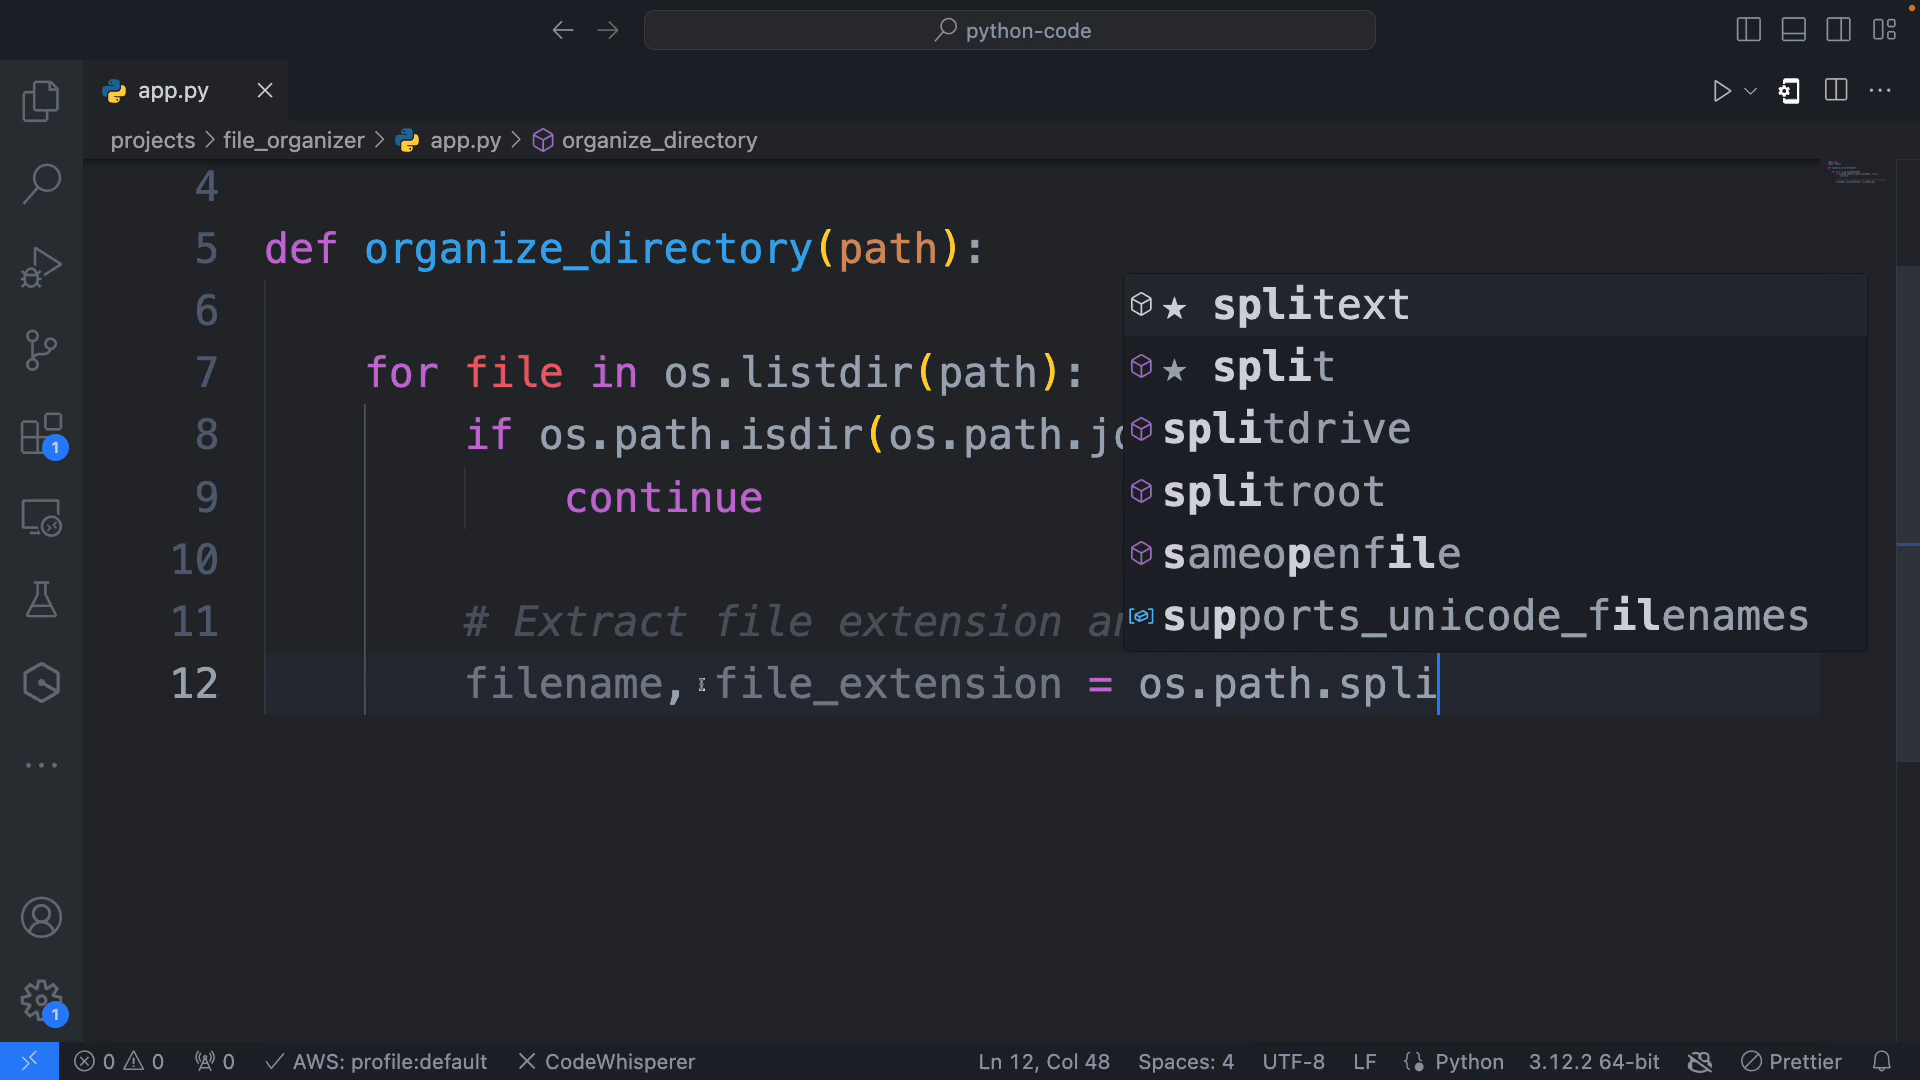 python-code
app.py
projects > file_organizer > app.py > organize_directory
4
5 def organize_directory(path):
6
7 for file in os.listdir(path):
8 if os.path.isdir(os.path.jo
9 continue
10
11 # Extract file extension an
12 filename, file_extension = os.path.spli
★ splitext
★ split
splitdrive
splitroot
sameopenfile
supports_unicode_filenames
1
1
0 0 0 AWS: profile:default CodeWhisperer Ln 12, Col 48 Spaces: 4 UTF-8 LF Python 3.12.2 64-bit Prettier